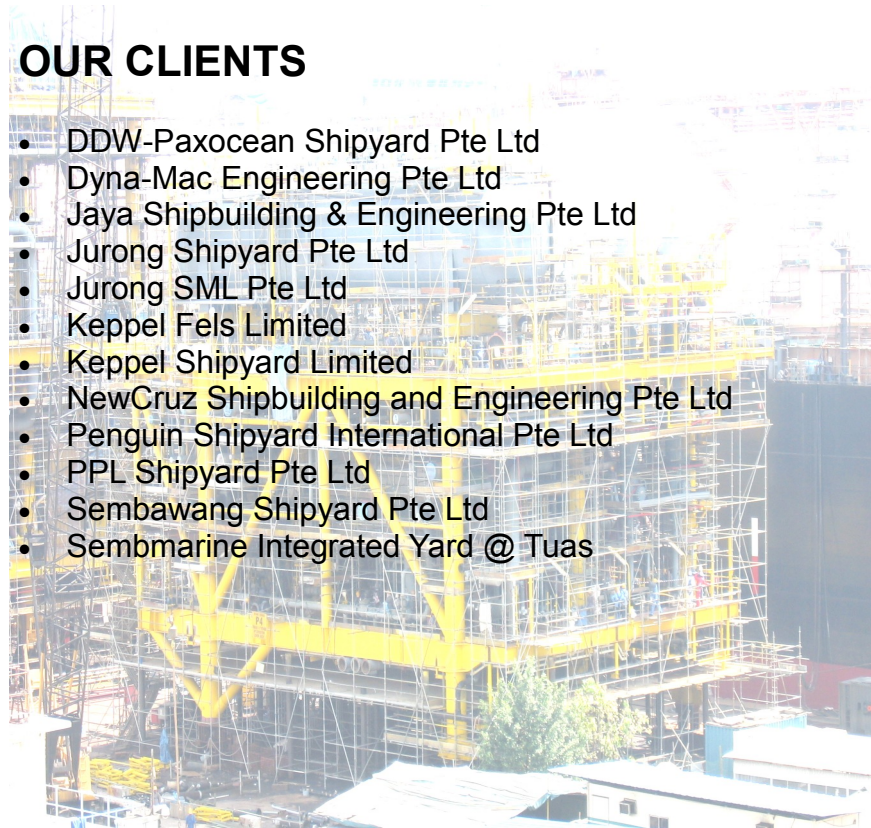 OUR CLIENTS
• DDW-Paxocean Shipyard Pte Ltd
• Dyna-Mac Engineering Pte Ltd
• Jaya Shipbuilding & Engineering Pte Ltd
• Jurong Shipyard Pte Ltd
• Jurong SML Pte Ltd
• Keppel Fels Limited
• Keppel Shipyard Limited
• NewCruz Shipbuilding and Engineering Pte Ltd
• Penguin Shipyard International Pte Ltd
• PPL Shipyard Pte Ltd
• Sembawang Shipyard Pte Ltd
• Sembmarine Integrated Yard @ Tuas